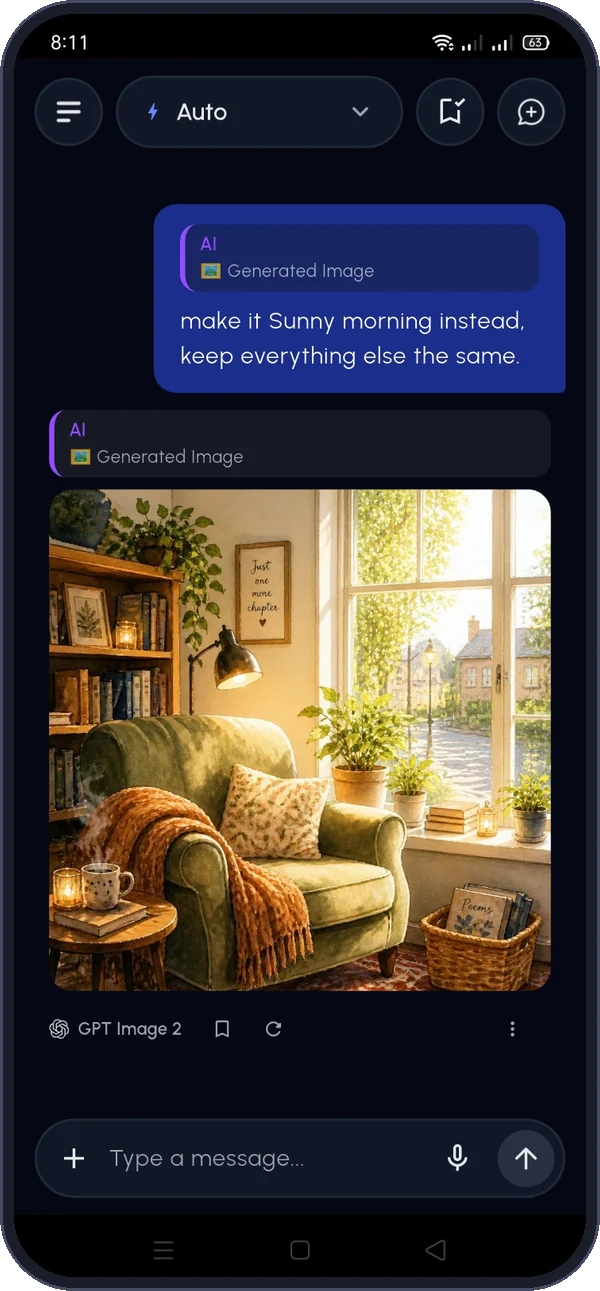 8:11
63
Auto
AI
Generated Image
make it Sunny morning instead,
keep everything else the same.
AI
Generated Image
Just
one
more
chapter
Poems
GPT Image 2
Type a message...